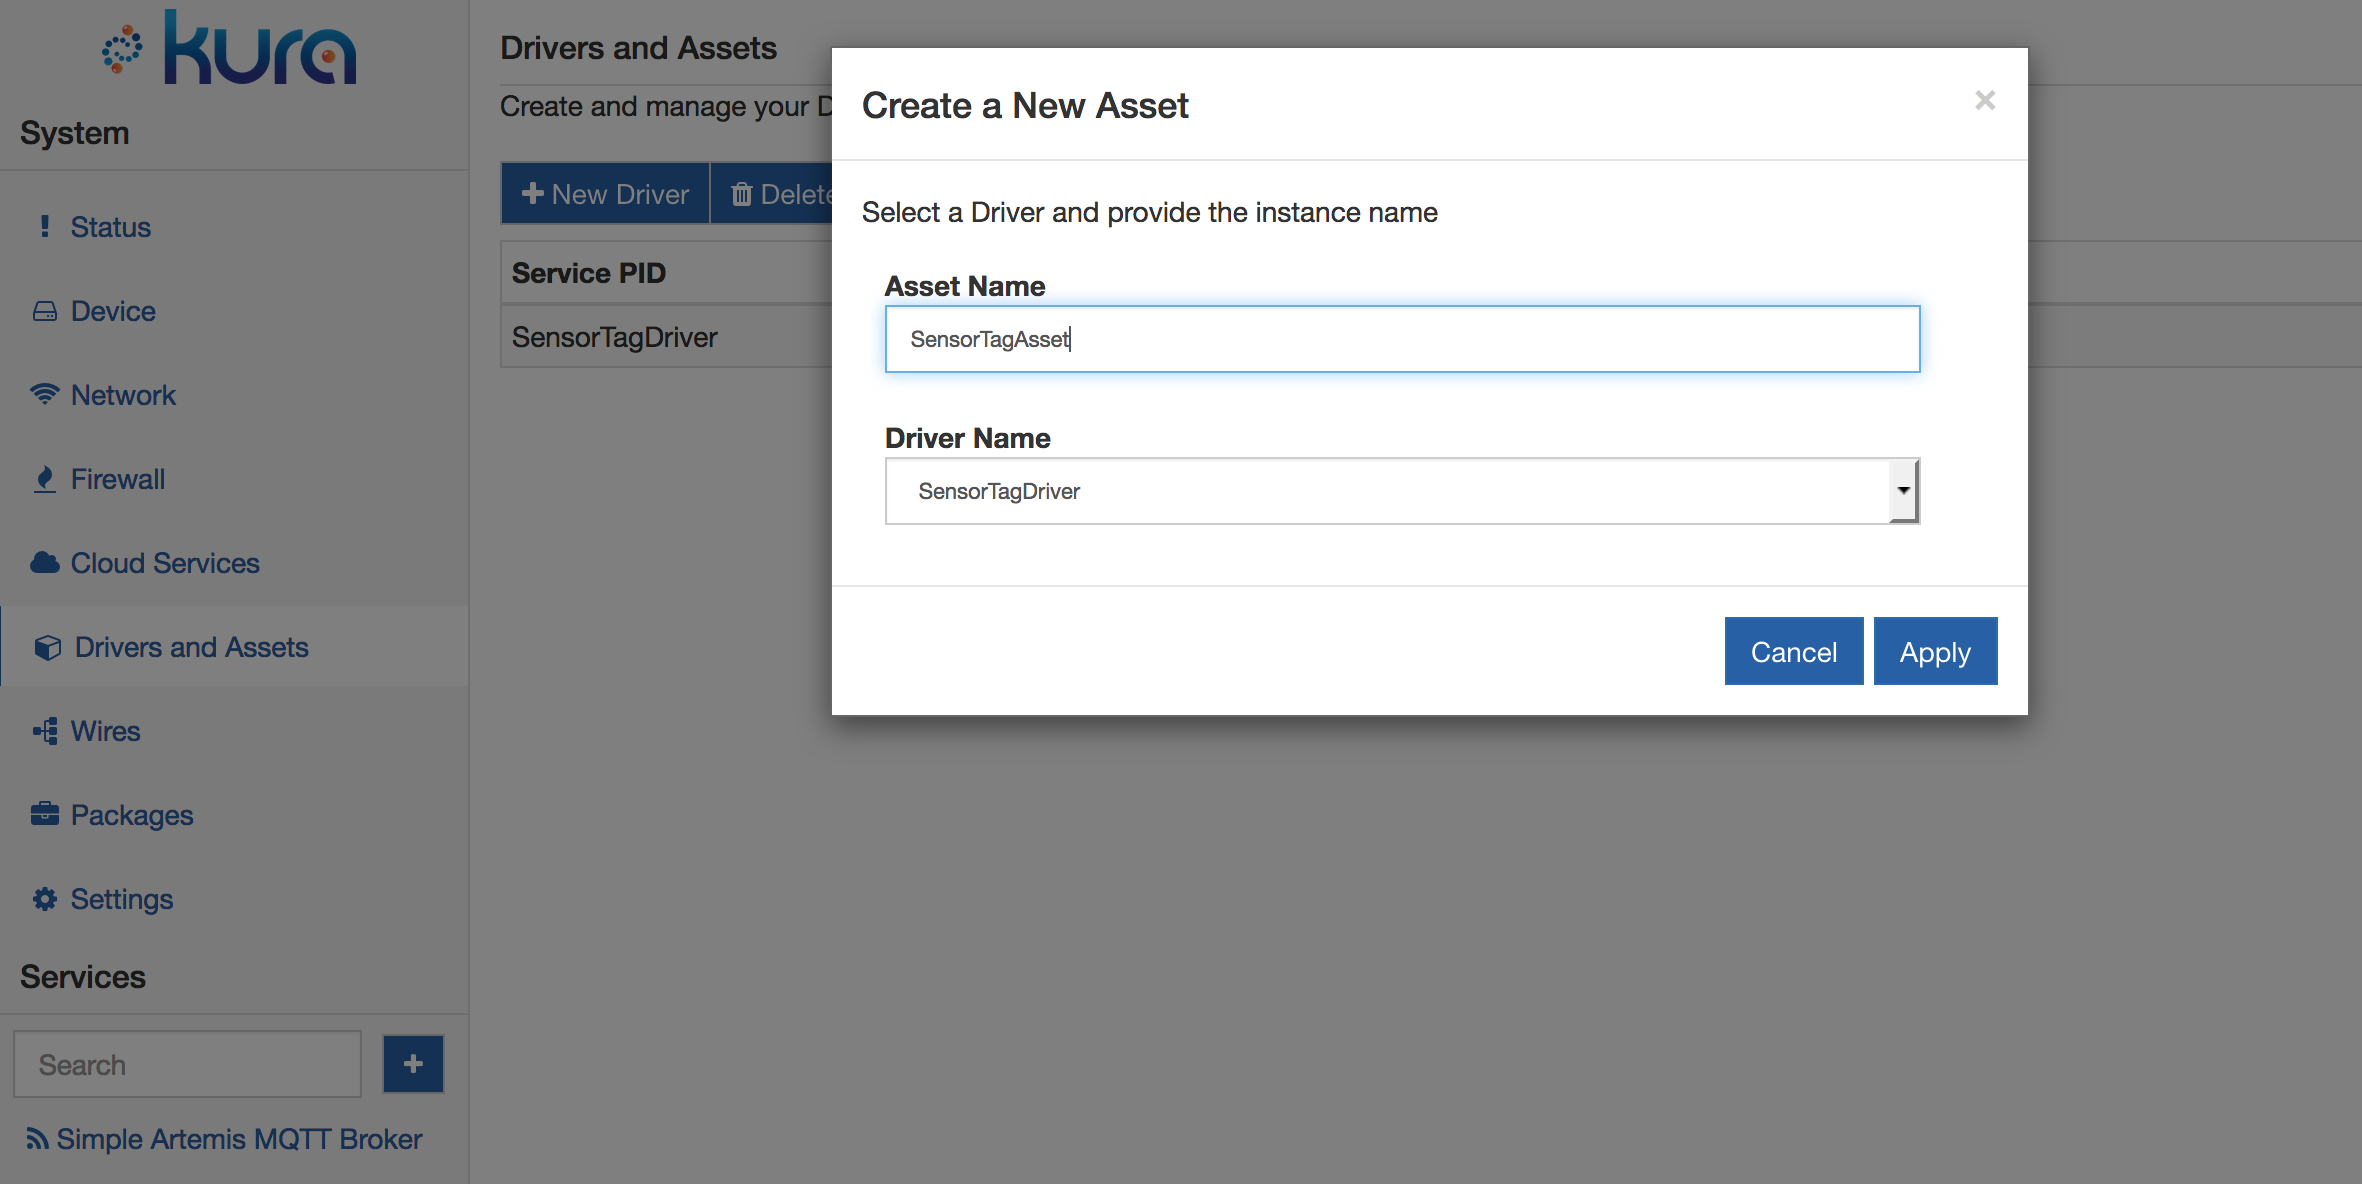 kura
System
Status
Device
Network
Firewall
Cloud Services
Drivers and Assets
Wires
Packages
Settings
Services
Search
Simple Artemis MQTT Broker
Drivers and Assets
Create and manage your D
New Driver
Delete
Service PID
SensorTagDriver
Create a New Asset
×
Select a Driver and provide the instance name
Asset Name
SensorTagAsset
Driver Name
SensorTagDriver
Cancel
Apply